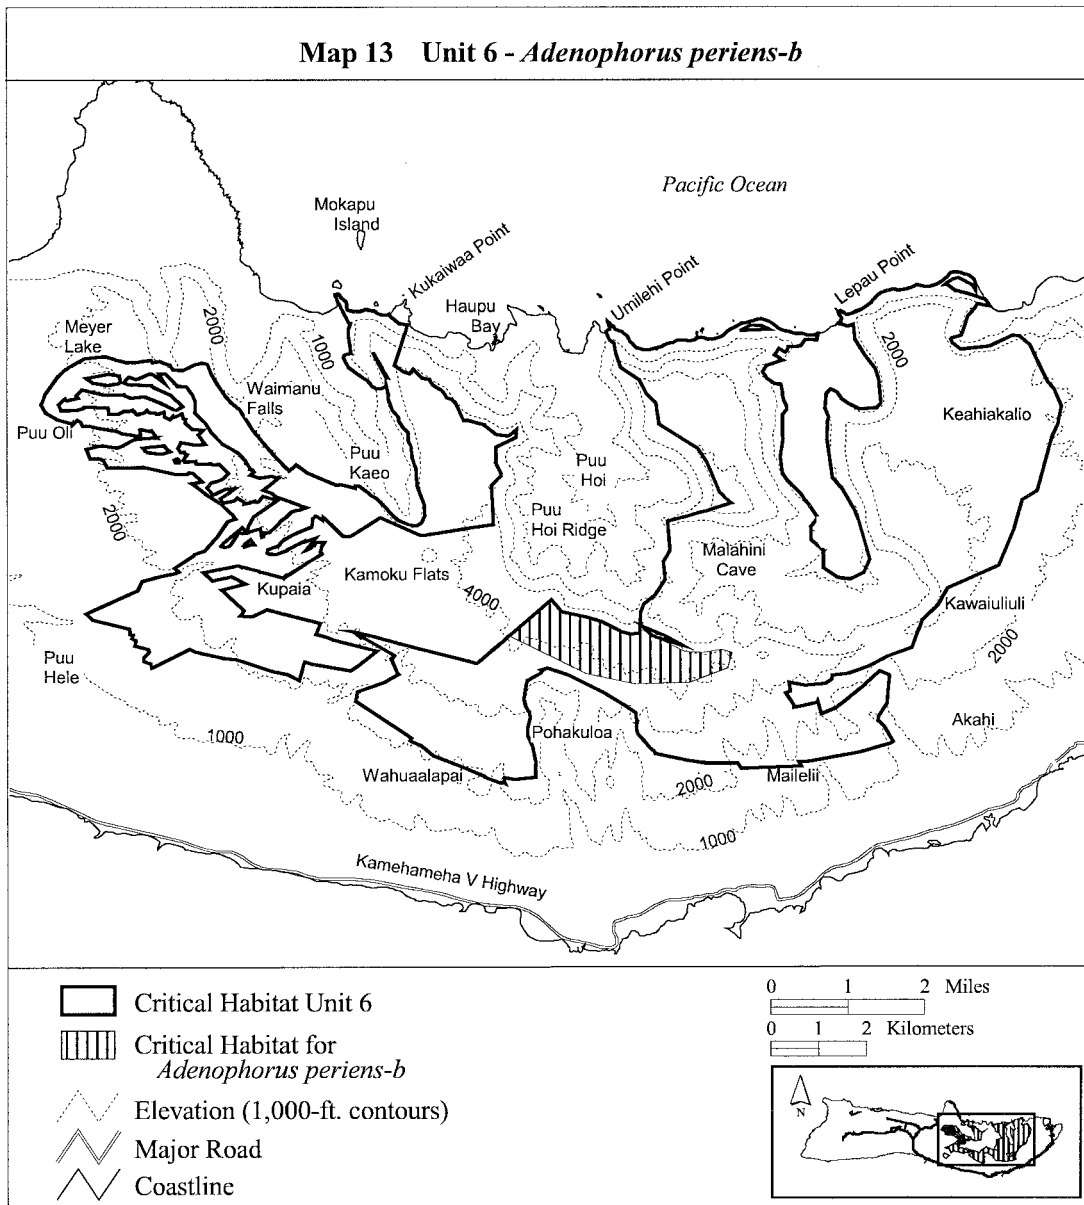 Map 13 Unit 6 - Adenophorus periens-b
Pacific Ocean
Mokapu
Island
Kukaiwaa Point
Haupu
Bay
Umilehi Point
Lepau Point
Meyer
Lake
2000
1000
2000
Waimanu
Falls
Keahiakalio
Puu Oli
Puu
Kaeo
Puu
Hoi
2000
Puu
Hoi Ridge
Malahini
Cave
Kamoku Flats
Kupaia
4000
Kawaiuliuli
2000
Puu
Hele
Akahi
1000
Pohakuloa
Wahuaalapai
2000
Mailelii
1000
Kamehameha V Highway
Critical Habitat Unit 6
Critical Habitat for
Adenophorus periens-b
Elevation (1,000-ft. contours)
Major Road
Coastline
0 1 2 Miles
0 1 2 Kilometers
N